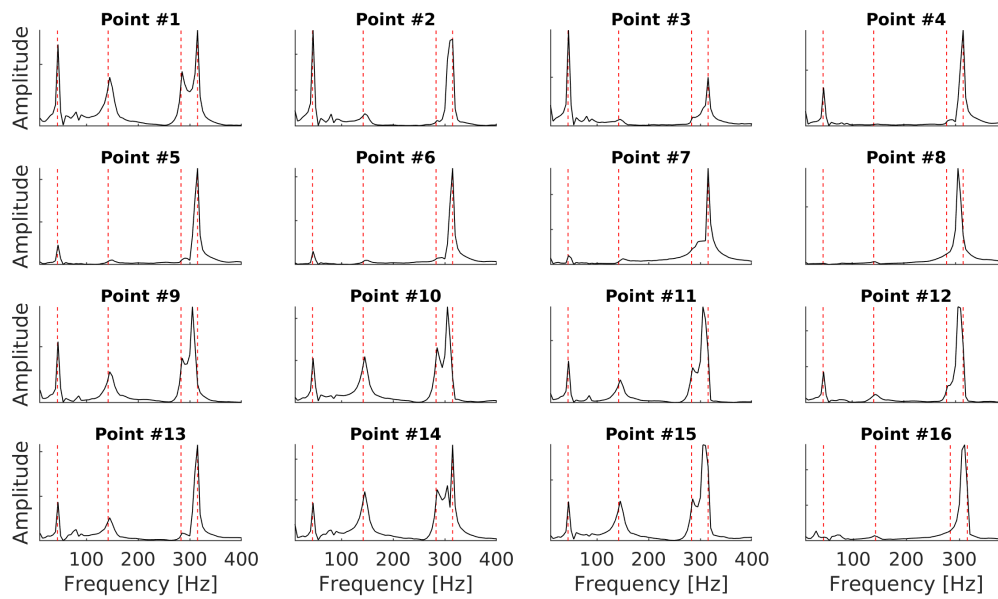 Point #1 Point #2 Point #3 Point #4
Amplitude
Point #5 Point #6 Point #7 Point #8
Amplitude
Point #9 Point #10 Point #11 Point #12
Amplitude
Point #13 Point #14 Point #15 Point #16
Amplitude
100 200 300 400 100 200 300 400 100 200 300 400 100 200 300
Frequency [Hz] Frequency [Hz] Frequency [Hz] Frequency [Hz]